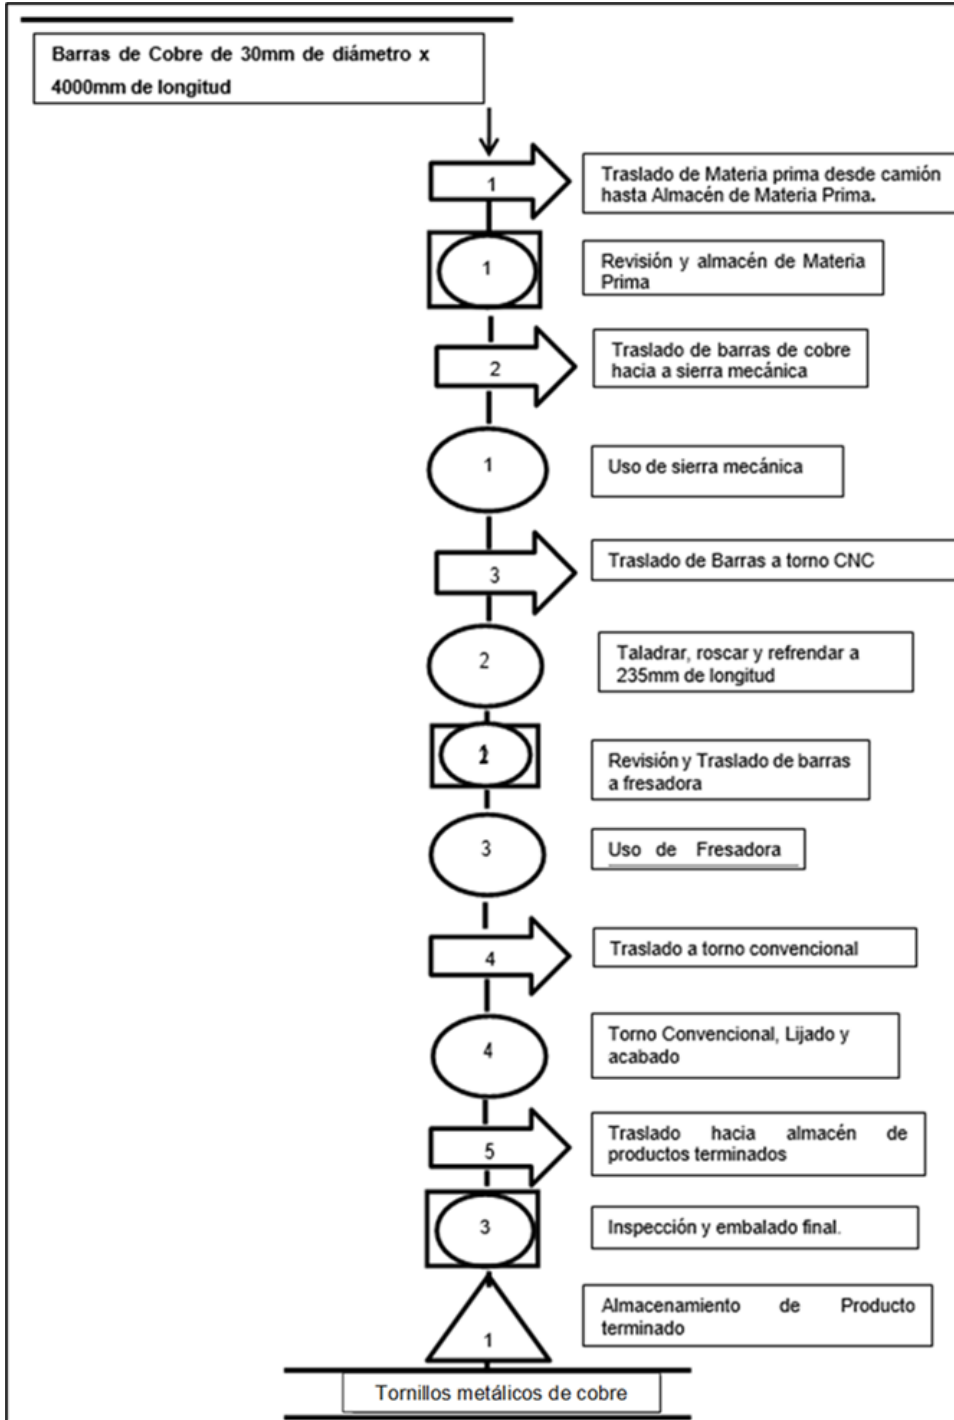 Barras de Cobre de 30mm de diámetro x
4000mm de longitud
1
Traslado de Materia prima desde camión
hasta Almacén de Materia Prima.
1
Revisión y almacén de Materia
Prima
2
Traslado de barras de cobre
hacia a sierra mecánica
1
Uso de sierra mecánica
3
Traslado de Barras a torno CNC
2
Taladrar, roscar y refrendar a
235mm de longitud
Revisión y Traslado de barras
a fresadora
3
Uso de Fresadora
4
Traslado a torno convencional
4
Torno Convencional, Lijado y
acabado
5
Traslado hacia almacén de
productos terminados
3
Inspección y embalado final.
Almacenamiento de Producto
terminado
1
Tornillos metálicos de cobre